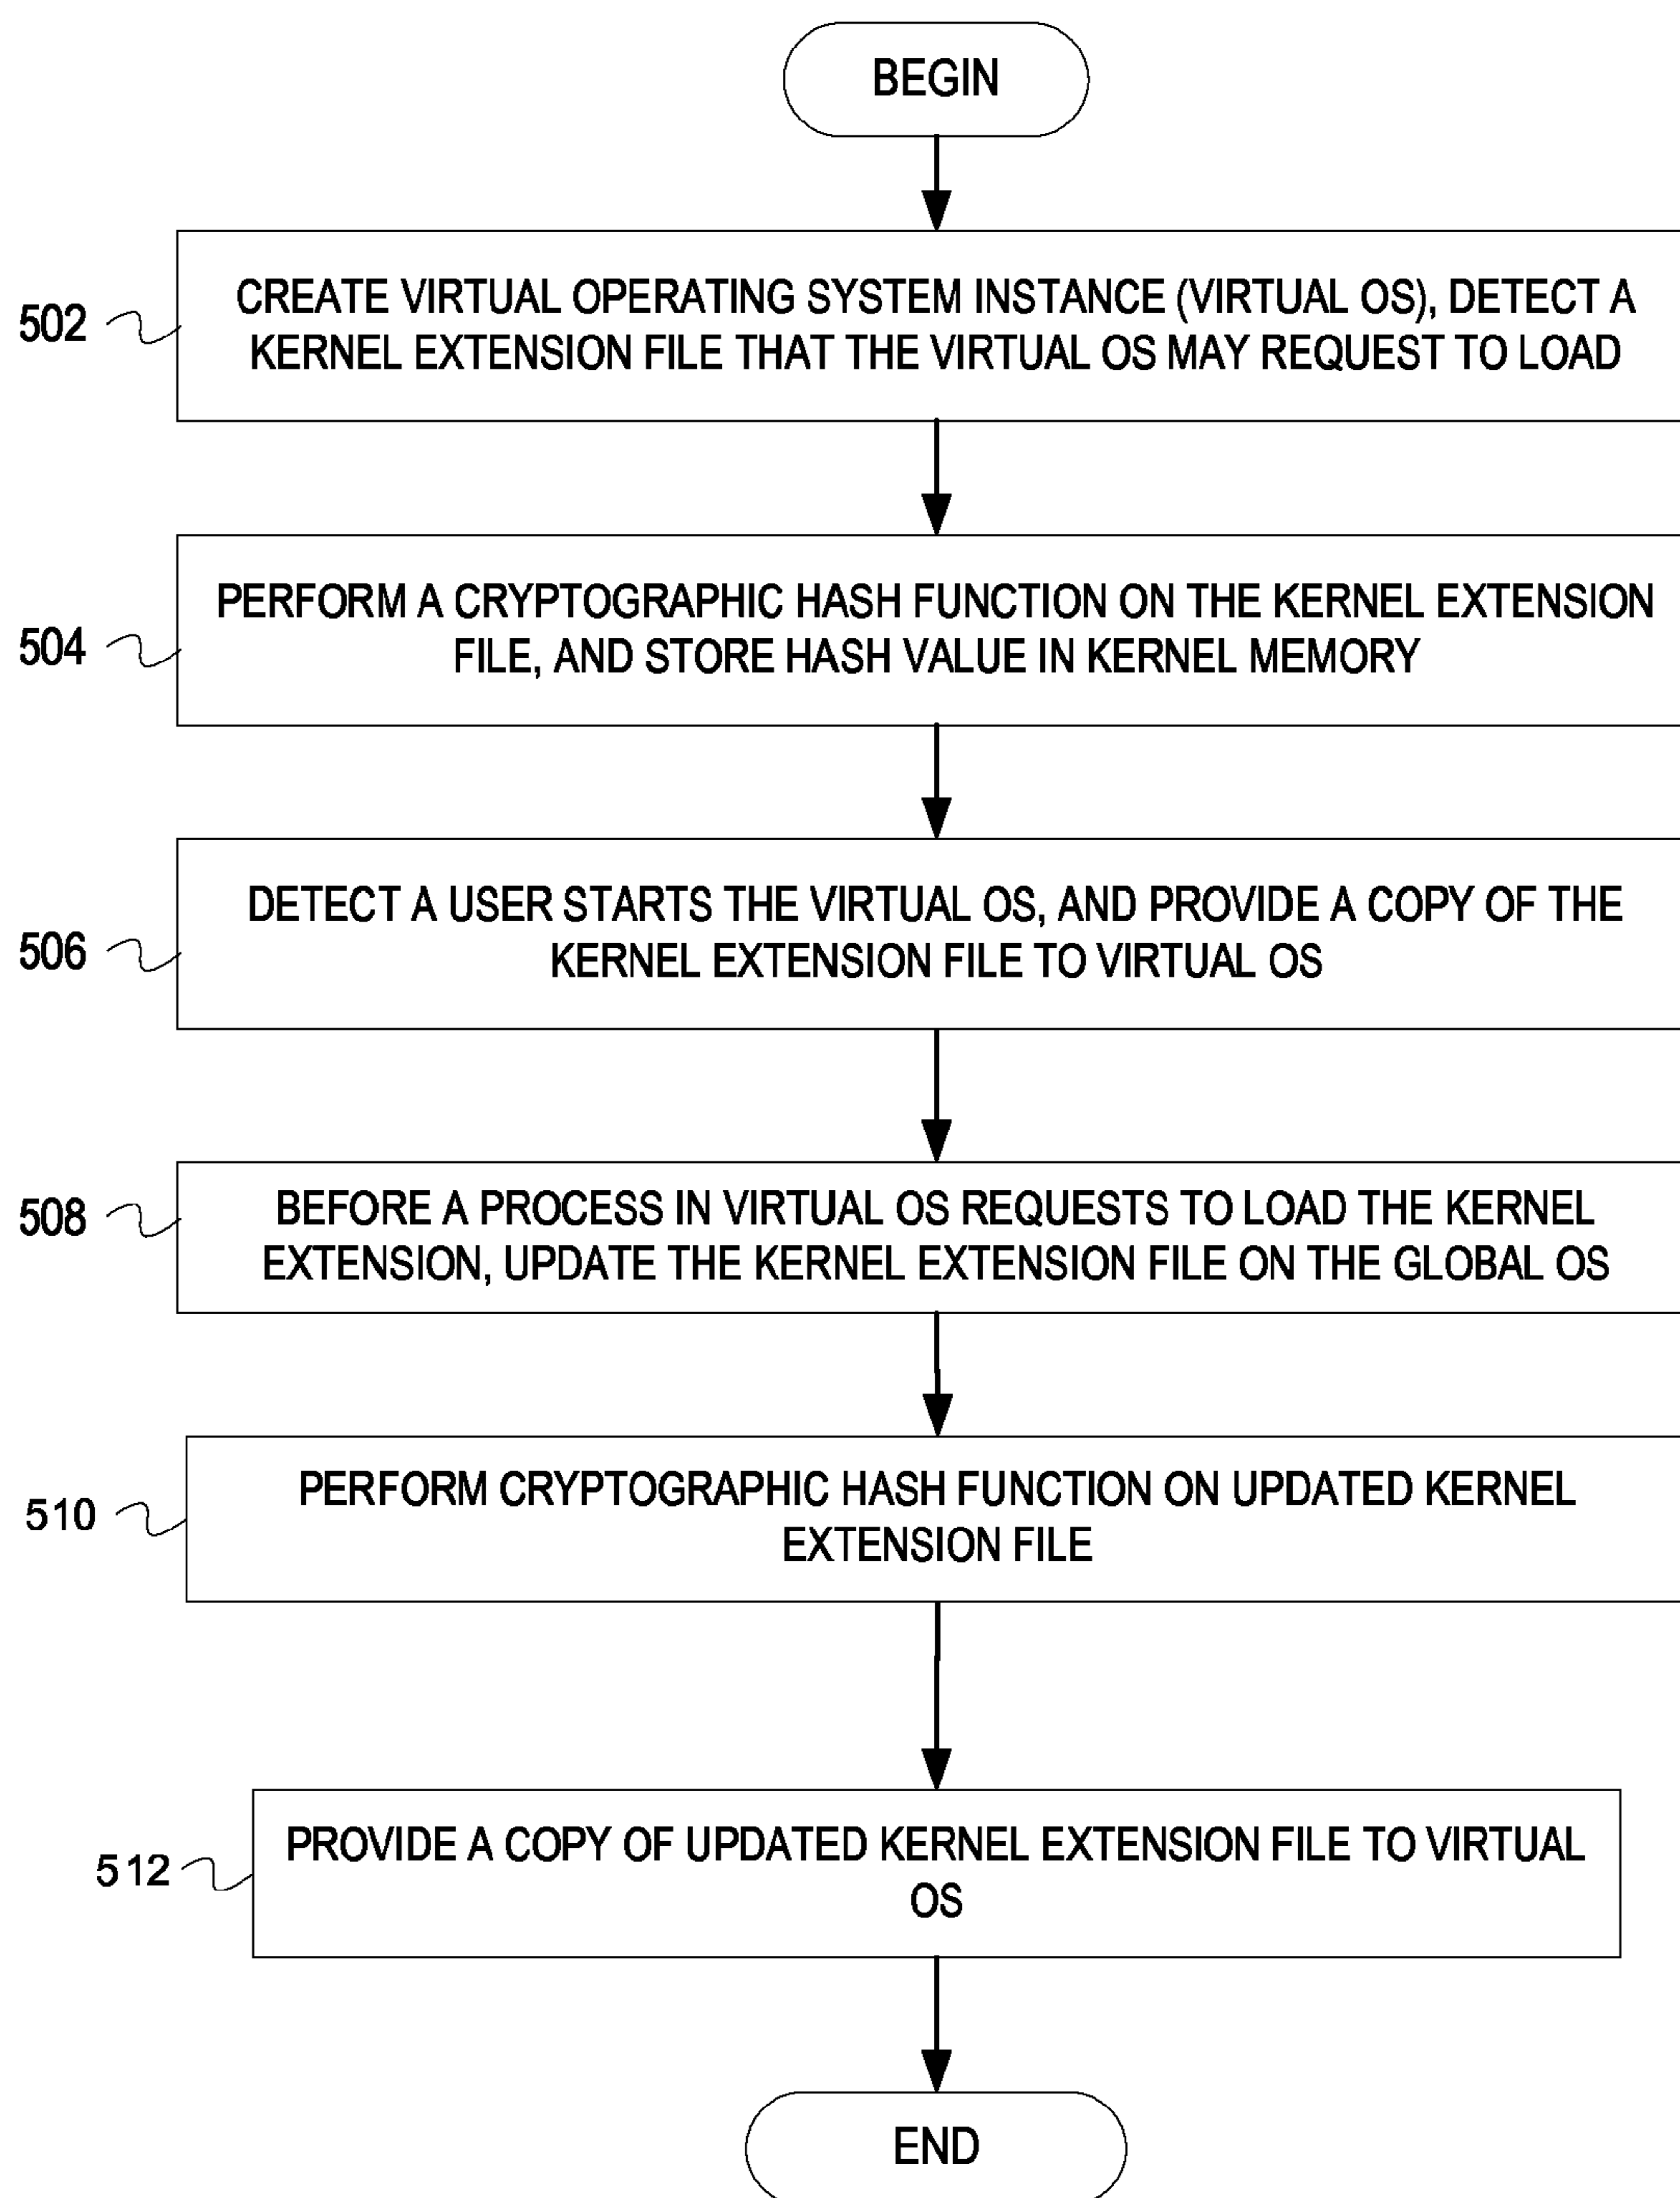 BEGIN
502
CREATE VIRTUAL OPERATING SYSTEM INSTANCE (VIRTUAL OS), DETECT A
KERNEL EXTENSION FILE THAT THE VIRTUAL OS MAY REQUEST TO LOAD
504
PERFORM A CRYPTOGRAPHIC HASH FUNCTION ON THE KERNEL EXTENSION
FILE, AND STORE HASH VALUE IN KERNEL MEMORY
506
DETECT A USER STARTS THE VIRTUAL OS, AND PROVIDE A COPY OF THE
KERNEL EXTENSION FILE TO VIRTUAL OS
508
BEFORE A PROCESS IN VIRTUAL OS REQUESTS TO LOAD THE KERNEL
EXTENSION, UPDATE THE KERNEL EXTENSION FILE ON THE GLOBAL OS
510
PERFORM CRYPTOGRAPHIC HASH FUNCTION ON UPDATED KERNEL
EXTENSION FILE
512
PROVIDE A COPY OF UPDATED KERNEL EXTENSION FILE TO VIRTUAL
OS
END